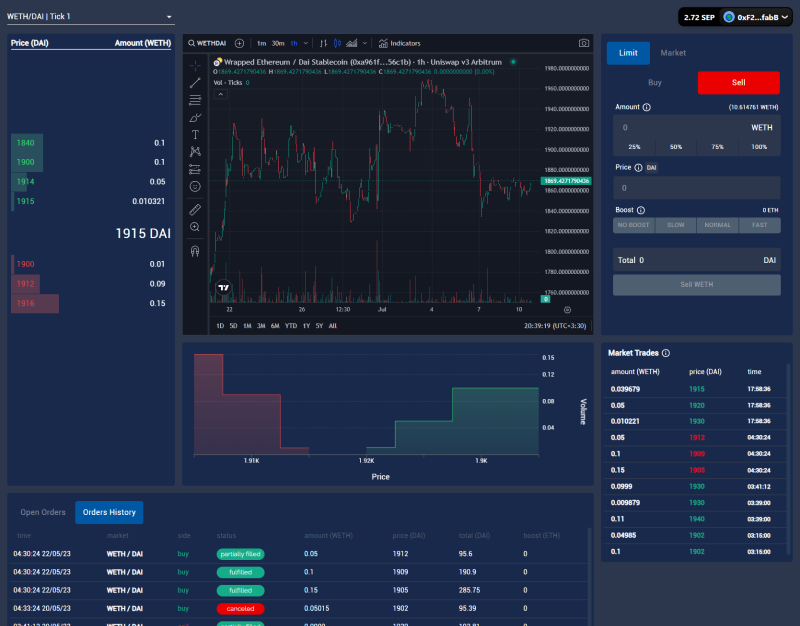 WETH/DAI | Tick 1
2.72 SEP
0xF2...fabB
Price (DAI) Amount (WETH)
1840 0.1
1900 0.1
1914 0.05
1915 0.010321
1915 DAI
1900 0.01
1912 0.09
1916 0.15
WETHDAI 1m 30m 1h Indicators
Wrapped Ethereum / Dai Stablecoin (0xa961f...56c1b) · 1h · Uniswap v3 Arbitrum
O1869.4271790436 H1869.4271790436 L1869.4271790436 C1869.4271790436 0.0000000000 (0.00%)
Vol · Ticks 0
1980.0000000000
1960.0000000000
1940.0000000000
1920.0000000000
1900.0000000000
1880.0000000000
1869.4271790436
1860.0000000000
1840.0000000000
1820.0000000000
1800.0000000000
1780.0000000000
1760.0000000000
0
22 26 12:30 Jul 4 7 10
1D 5D 1M 3M 6M YTD 1Y 5Y All 20:39:19 (UTC+3:30)
Limit Market
Buy Sell
Amount (10.614761 WETH)
0 WETH
25% 50% 75% 100%
Price DAI
0
Boost 0 ETH
NO BOOST SLOW NORMAL FAST
Total 0 DAI
Sell WETH
0.15
0.12
0.08
0.04
Volume
1.91K 1.92K 1.9K
Price
Market Trades
amount (WETH) price (DAI) time
0.039679 1915 17:58:36
0.05 1920 17:58:36
0.010221 1930 17:58:36
0.05 1912 04:30:24
0.1 1909 04:30:24
0.15 1905 04:30:24
0.0999 1930 03:41:12
0.009879 1930 03:39:00
0.11 1940 03:39:00
0.04985 1902 03:15:00
0.1 1902 03:15:00
Open Orders Orders History
time market side status amount (WETH) price (DAI) total (DAI) boost (ETH)
04:30:24 22/05/23 WETH / DAI buy partially filled 0.05 1912 95.6 0
04:30:24 22/05/23 WETH / DAI buy fulfilled 0.1 1909 190.9 0
04:30:24 22/05/23 WETH / DAI buy fulfilled 0.15 1905 285.75 0
04:33:24 20/05/23 WETH / DAI buy canceled 0.05015 1902 95.39 0